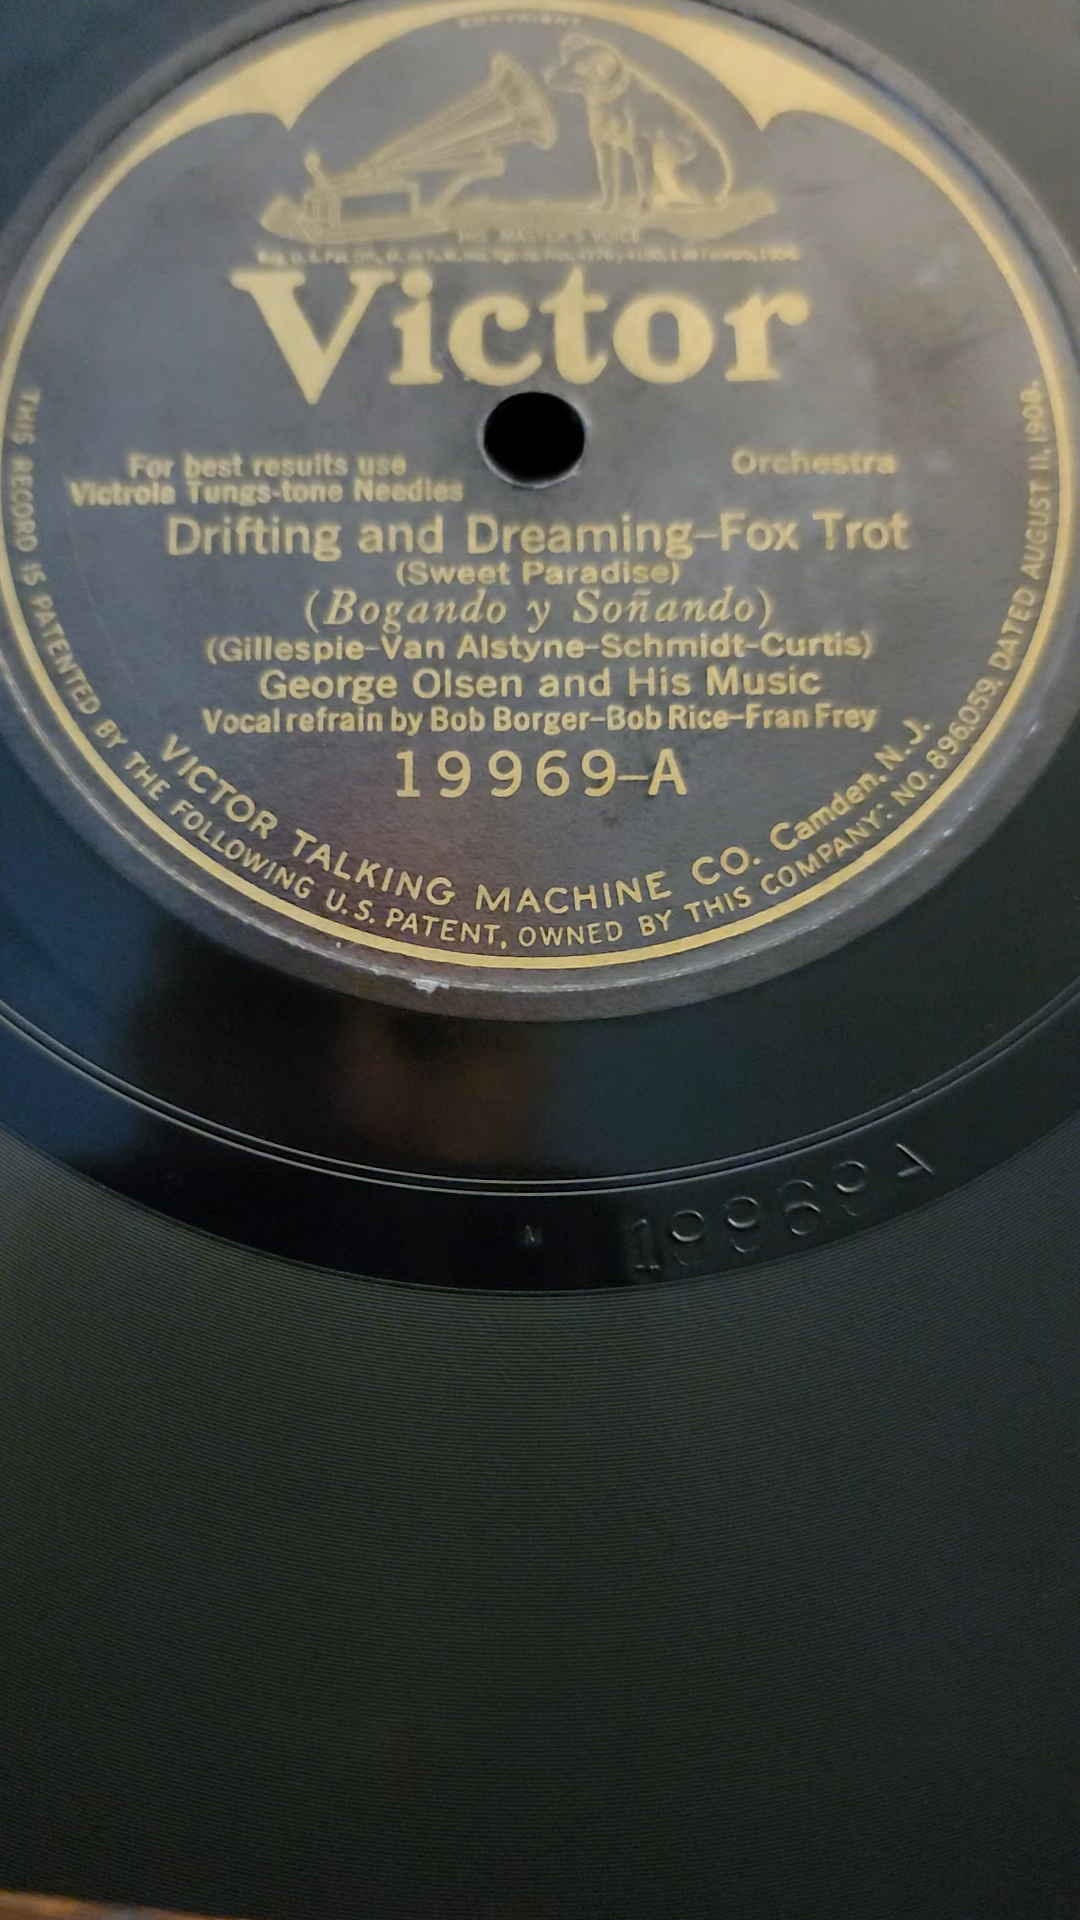 COPYRIGHT
HIS MASTER'S VOICE
Victor
For best results use
Victrola Tungs-tone Needles
Orchestra
Drifting and Dreaming–Fox Trot
(Sweet Paradise)
(Bogando y Soñando)
(Gillespie–Van Alstyne–Schmidt–Curtis)
George Olsen and His Music
Vocal refrain by Bob Borger–Bob Rice–Fran Frey
19969–A
VICTOR TALKING MACHINE CO. Camden, N. J.
THIS RECORD IS PATENTED BY THE FOLLOWING U.S. PATENT, OWNED BY THIS COMPANY: NO. 896,059, DATED AUGUST 11, 1908.
N
19969 A